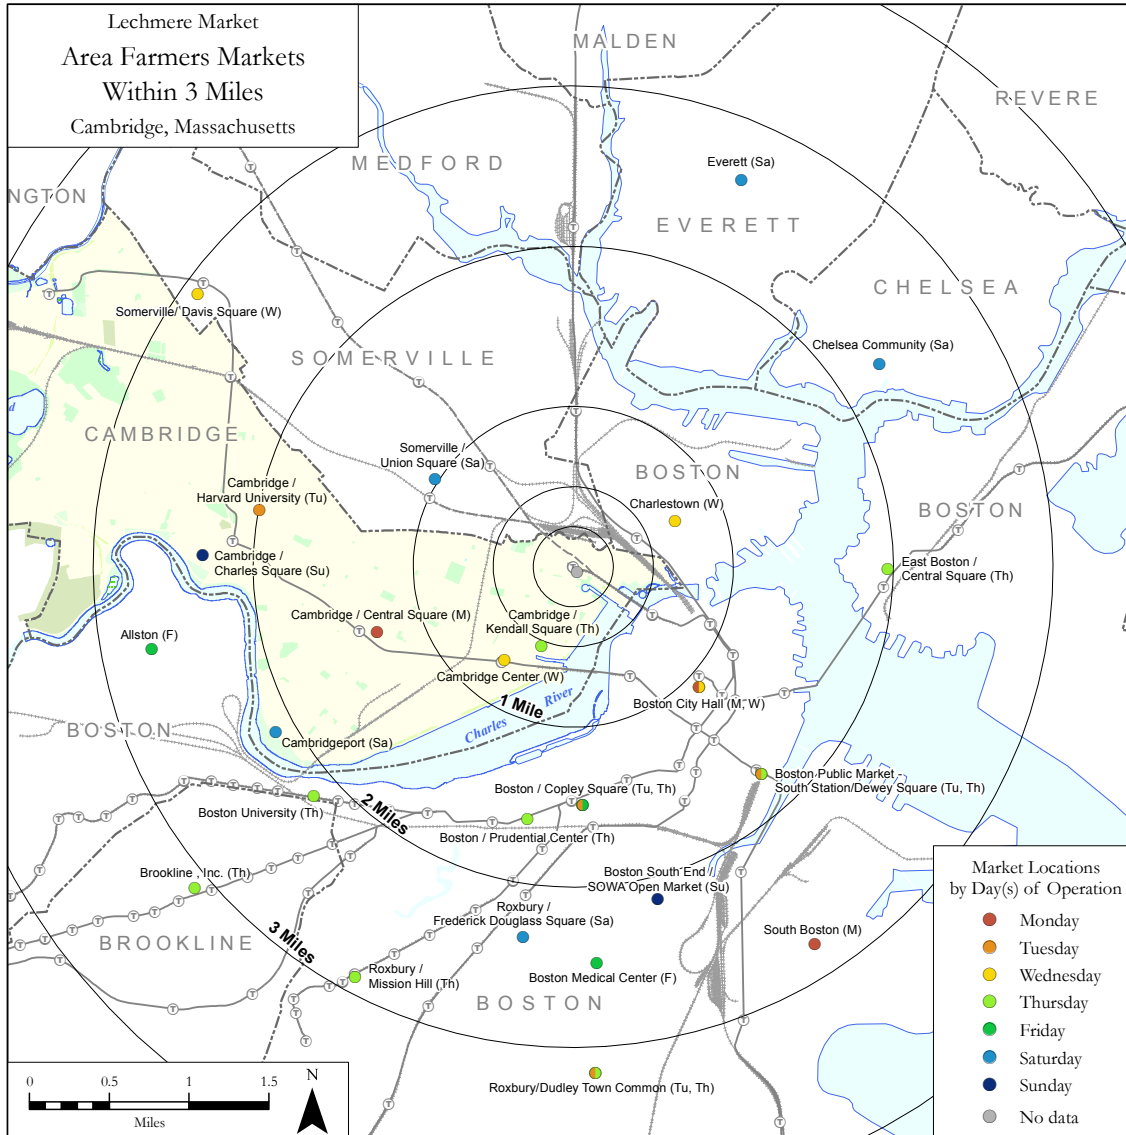 Lechmere Market
Area Farmers Markets
Within 3 Miles
Cambridge, Massachusetts
MALDEN
REVERE
MEDFORD
Everett (Sa)
NGTON
EVERETT
CHELSEA
Somerville/ Davis Square (W)
SOMERVILLE
Chelsea Community (Sa)
CAMBRIDGE
Somerville /
Union Square (Sa)
BOSTON
Cambridge /
Harvard University (Tu)
Charlestown (W)
BOSTON
Cambridge /
Charles Square (Su)
East Boston /
Central Square (Th)
Cambridge / Central Square (M)
Cambridge /
Kendall Square (Th)
Allston (F)
Cambridge Center (W)
Boston City Hall (M, W)
1 Mile
Charles River
BOSTON
Cambridgeport (Sa)
Boston Public Market -
South Station/Dewey Square (Tu, Th)
Boston / Copley Square (Tu, Th)
Boston University (Th)
2 Miles
Boston / Prudential Center (Th)
Brookline , Inc. (Th)
Boston South End /
SOWA Open Market (Su)
Roxbury /
Frederick Douglass Square (Sa)
South Boston (M)
BROOKLINE
3 Miles
Roxbury /
Mission Hill (Th)
Boston Medical Center (F)
BOSTON
Roxbury/Dudley Town Common (Tu, Th)
0 0.5 1 1.5
Miles
N
Market Locations
by Day(s) of Operation
Monday
Tuesday
Wednesday
Thursday
Friday
Saturday
Sunday
No data